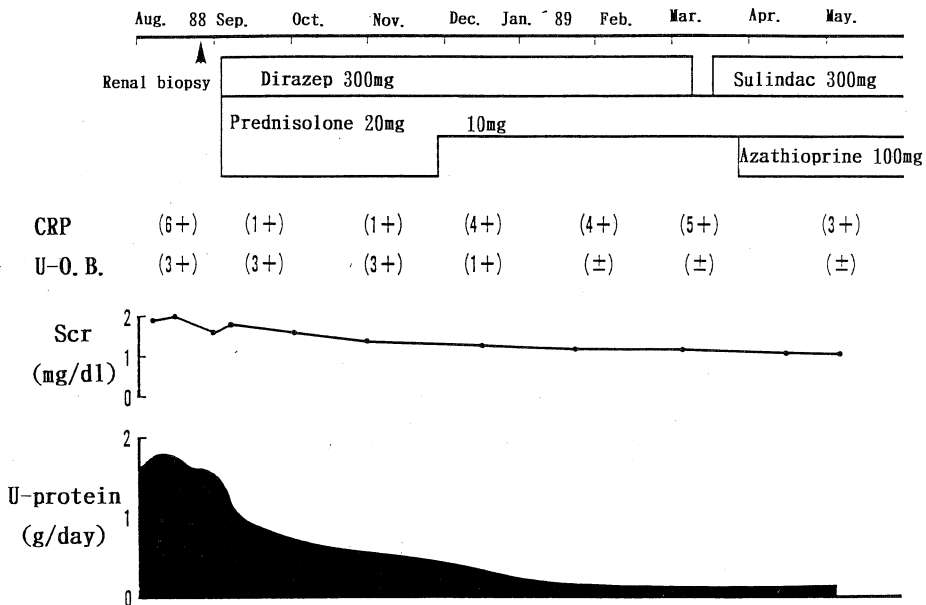 Aug. 88 Sep. Oct. Nov. Dec. Jan. 89 Feb. Mar. Apr. May.
Renal biopsy
Dirazep 300mg Sulindac 300mg
Prednisolone 20mg 10mg
Azathioprine 100mg
CRP (6+) (1+) (1+) (4+) (4+) (5+) (3+)
U-O.B. (3+) (3+) (3+) (1+) (±) (±) (±)
2
Scr
1
(mg/dl)
0
2
U-protein
1
(g/day)
0